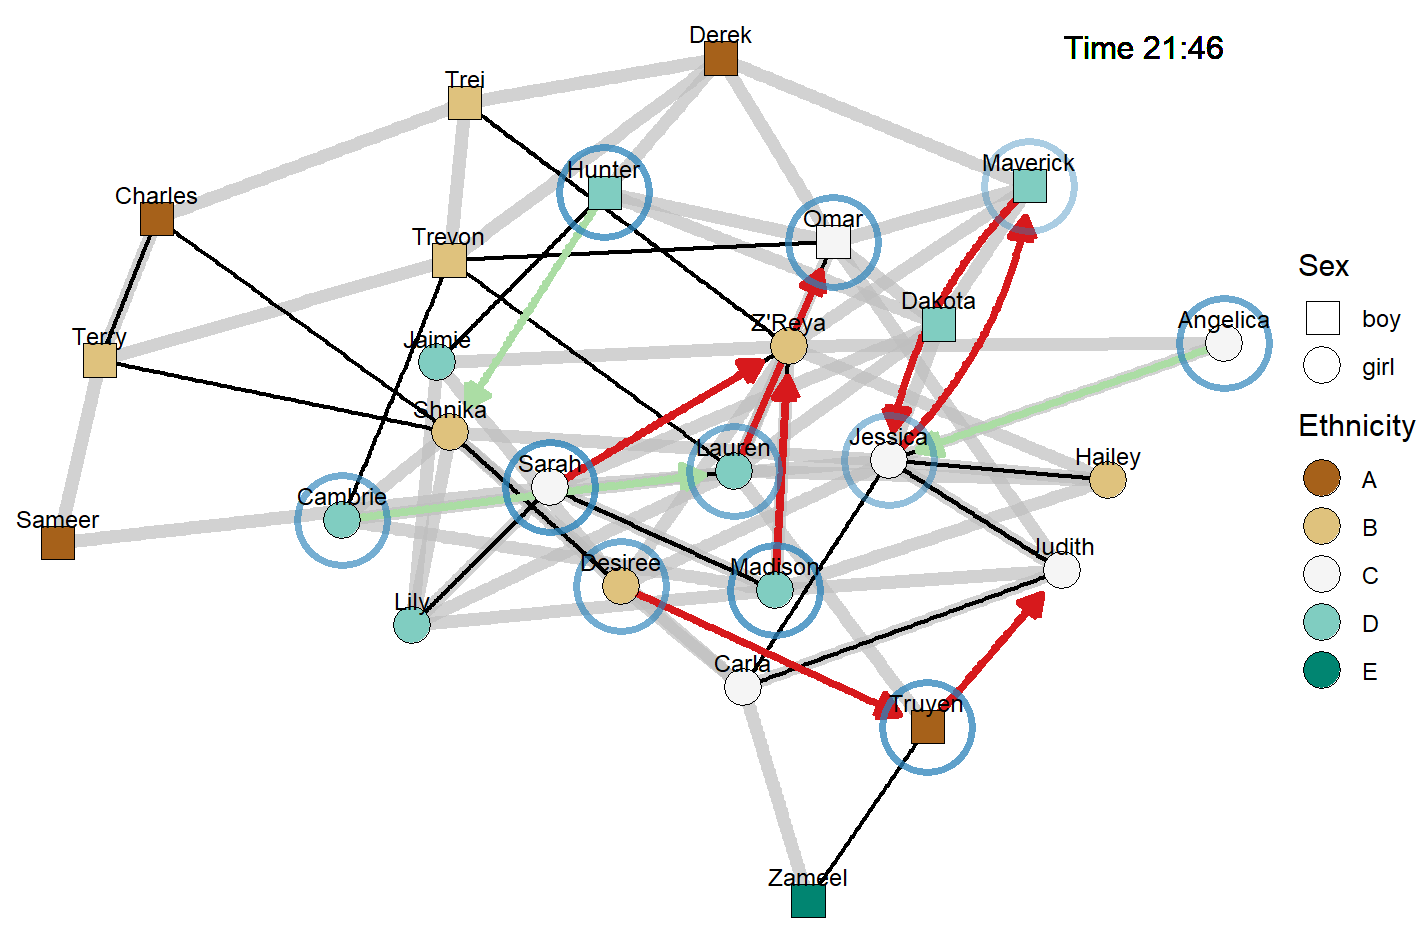 Derek
Time 21:46
Trei
Hunter
Maverick
Charles
Omar
Trevon
Dakota
Z'Reya
Angelica
Terry
Jaimie
Shnika
Jessica
Lauren
Hailey
Sarah
Cambrie
Sameer
Judith
Desiree
Madison
Lily
Carla
Truyen
Zameel
Sex
boy
girl
Ethnicity
A
B
C
D
E